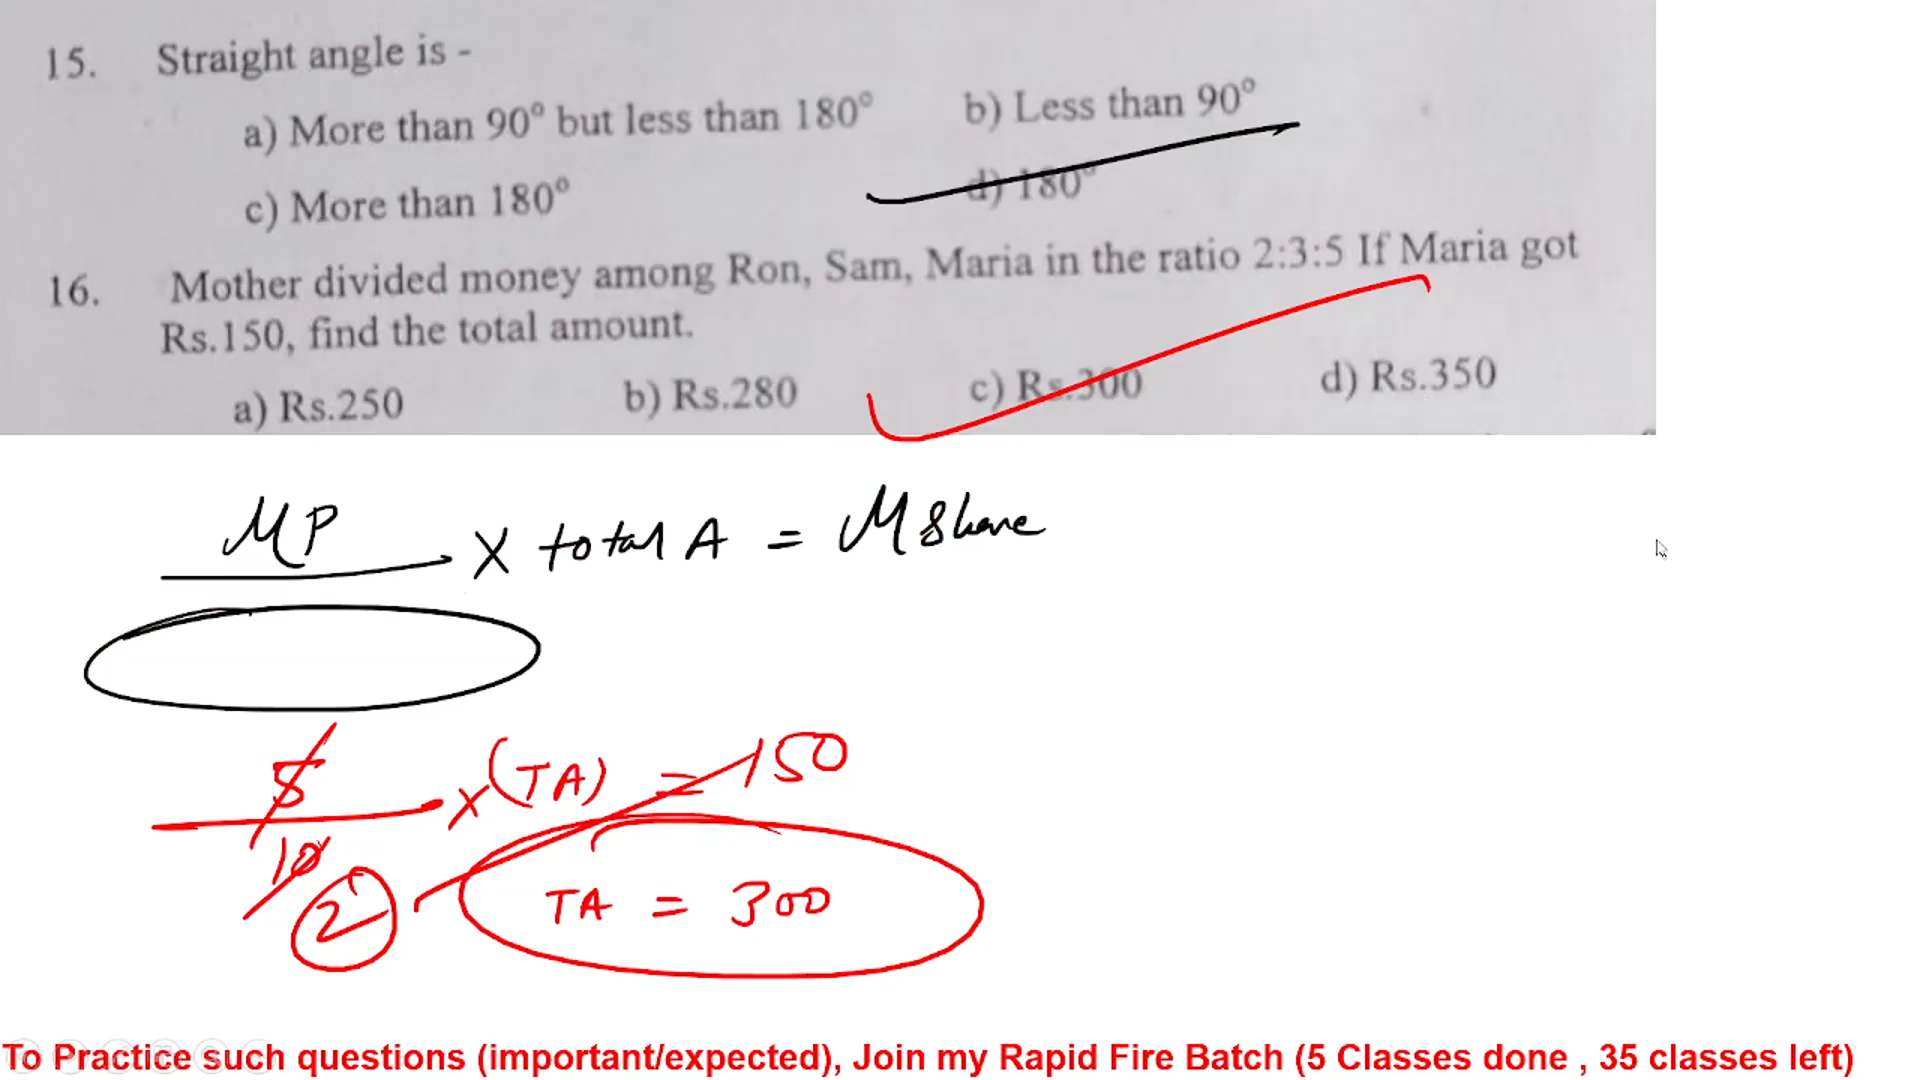 15. Straight angle is -
a) More than 90° but less than 180° b) Less than 90°
c) More than 180° d) 180°
16. Mother divided money among Ron, Sam, Maria in the ratio 2:3:5 If Maria got
Rs.150, find the total amount.
a) Rs.250 b) Rs.280 c) Rs.300 d) Rs.350
MP
X total A = M Share
5
x (TA) = 150
10
2
TA = 300
To Practice such questions (important/expected), Join my Rapid Fire Batch (5 Classes done , 35 classes left)